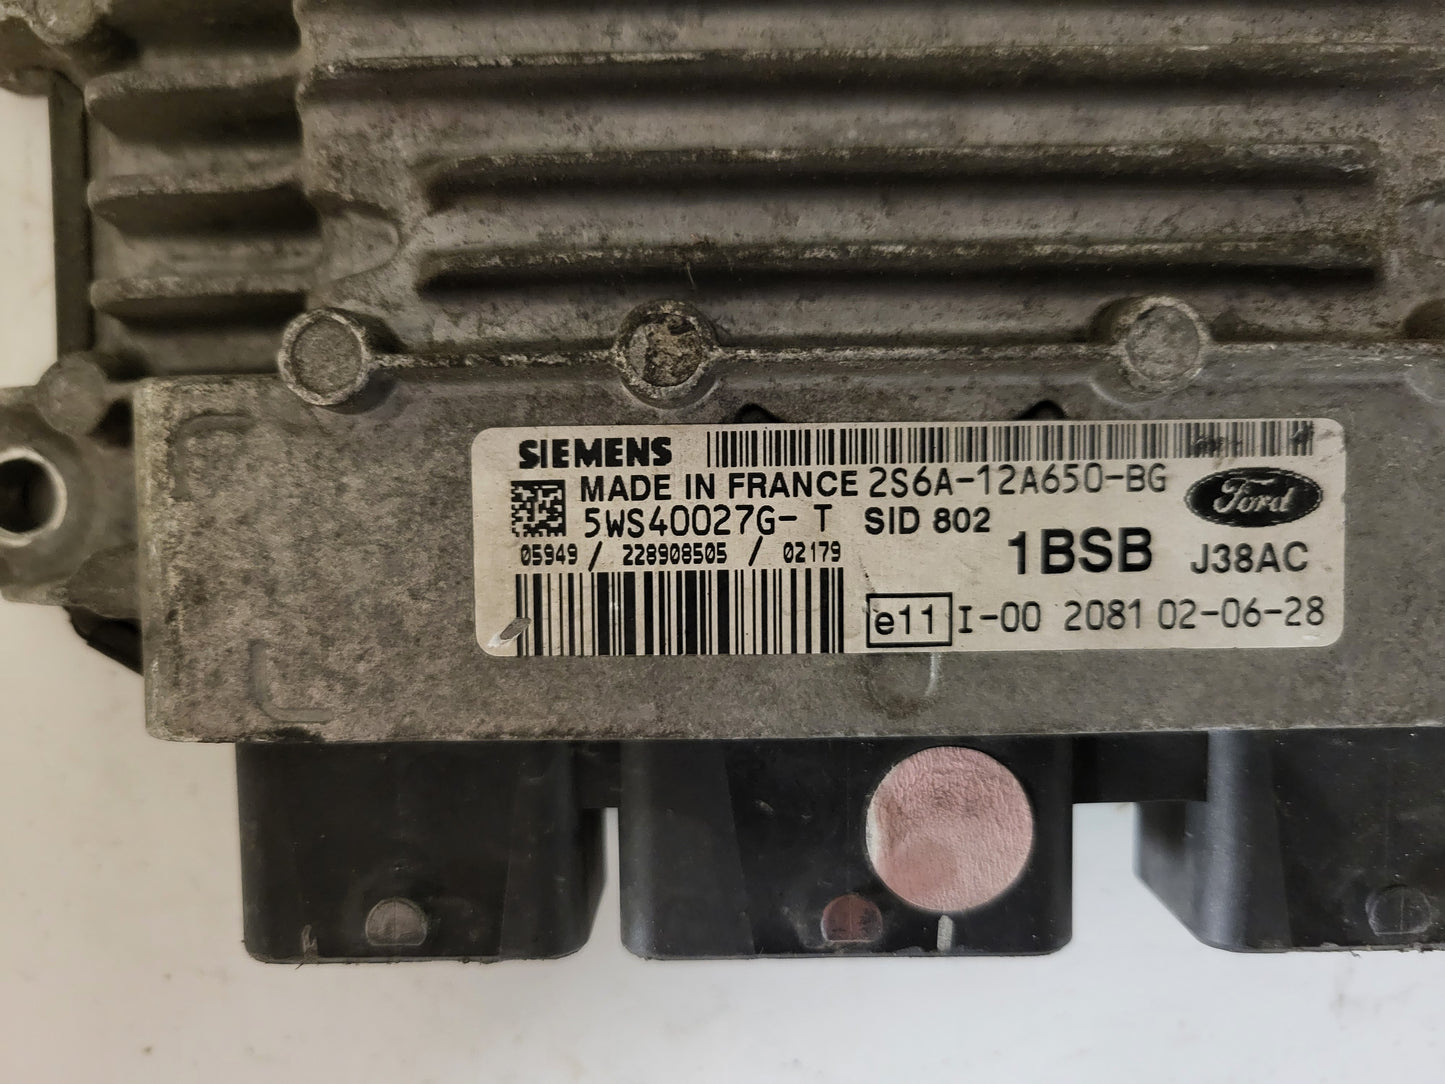 SIEMENS
MADE IN FRANCE 2S6A-12A650-BG Ford
5WS40027G- T SID 802
05949 / 228908505 / 02179 1BSB J38AC
e11 I-00 2081 02-06-28